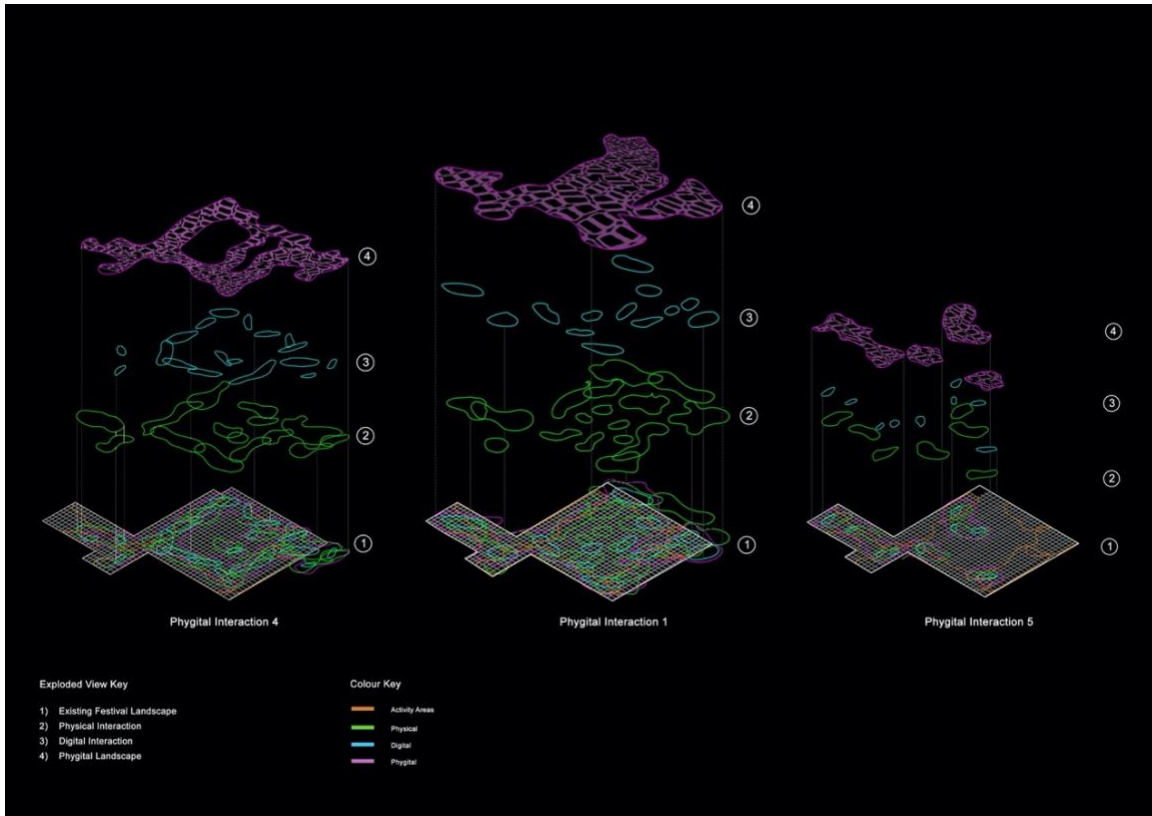 4
4
3
4
3
3
2
2
2
1
1
1
Phygital Interaction 4
Phygital Interaction 1
Phygital Interaction 5
Exploded View Key
1) Existing Festival Landscape
2) Physical Interaction
3) Digital Interaction
4) Phygital Landscape
Colour Key
Activity Areas
Physical
Digital
Phygital